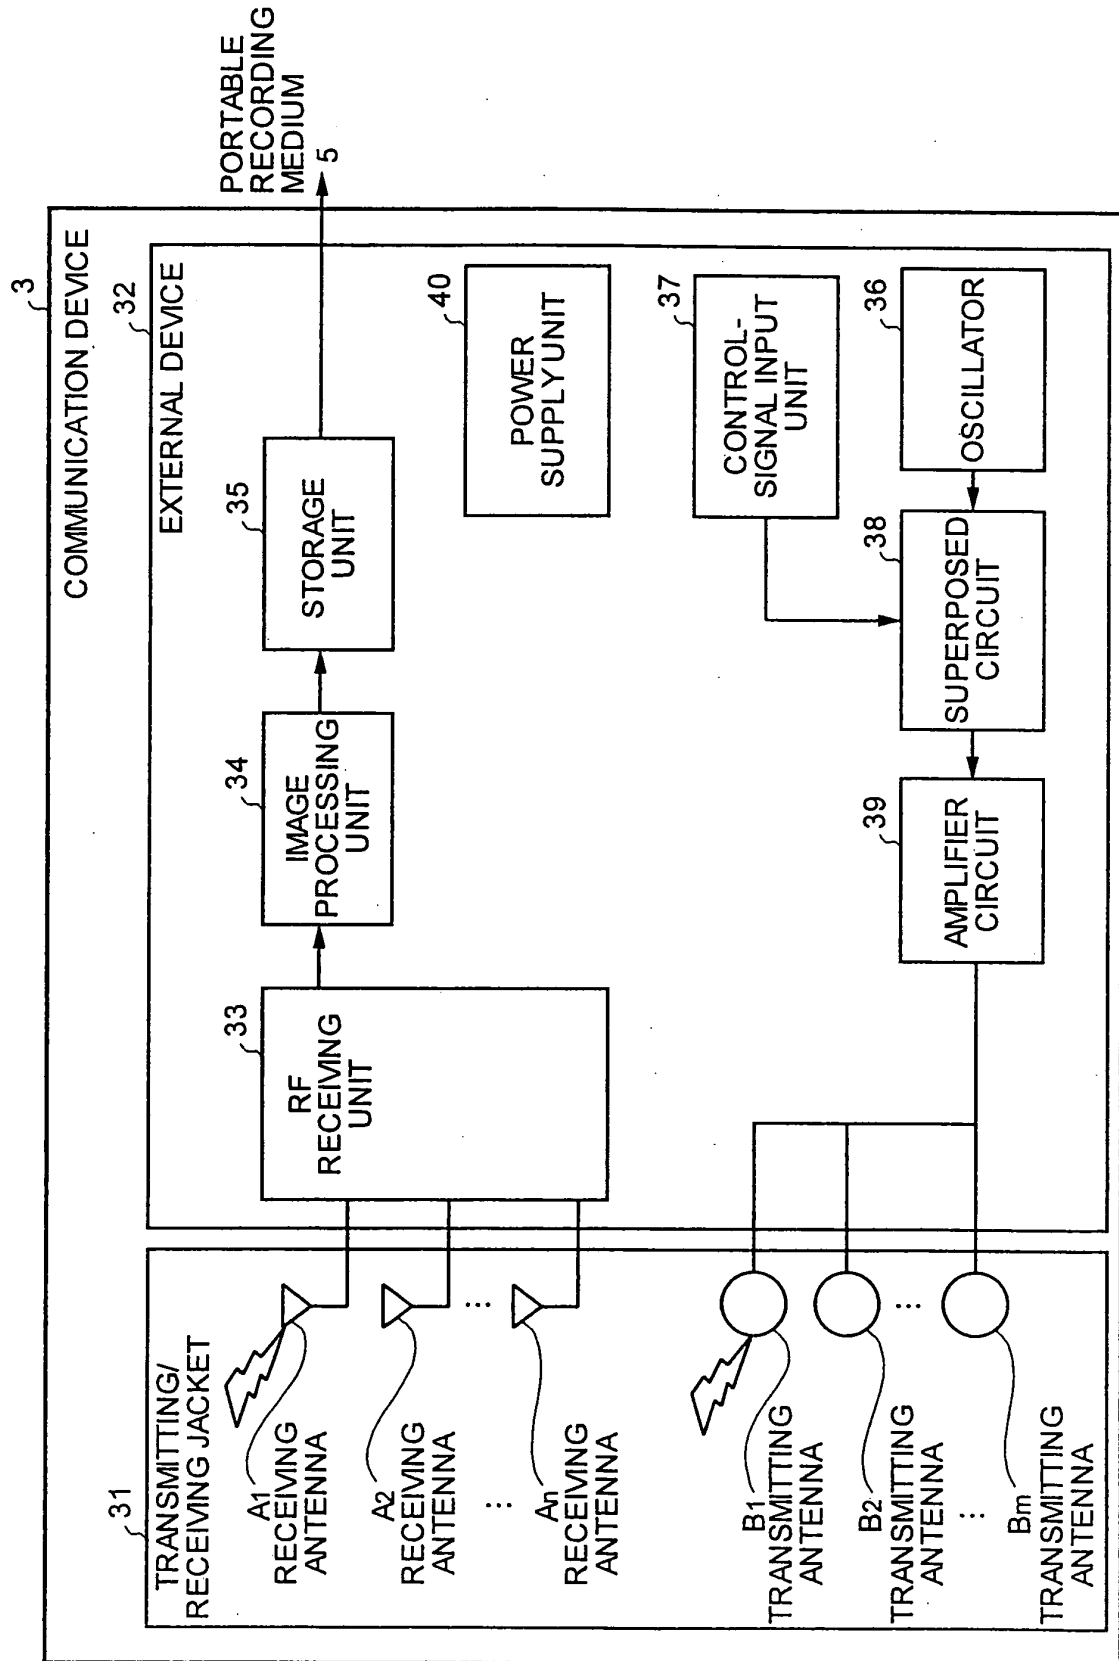 3
COMMUNICATION DEVICE
31
TRANSMITTING/
RECEIVING JACKET
A1
RECEIVING
ANTENNA
A2
RECEIVING
ANTENNA
...
An
RECEIVING
ANTENNA
...
B1
TRANSMITTING
ANTENNA
B2
TRANSMITTING
ANTENNA
...
Bm
TRANSMITTING
ANTENNA
...
32
EXTERNAL DEVICE
33
RF
RECEIVING
UNIT
34
IMAGE
PROCESSING
UNIT
35
STORAGE
UNIT
PORTABLE
RECORDING
MEDIUM
5
40
POWER
SUPPLY UNIT
37
CONTROL-
SIGNAL INPUT
UNIT
39
AMPLIFIER
CIRCUIT
38
SUPERPOSED
CIRCUIT
36
OSCILLATOR